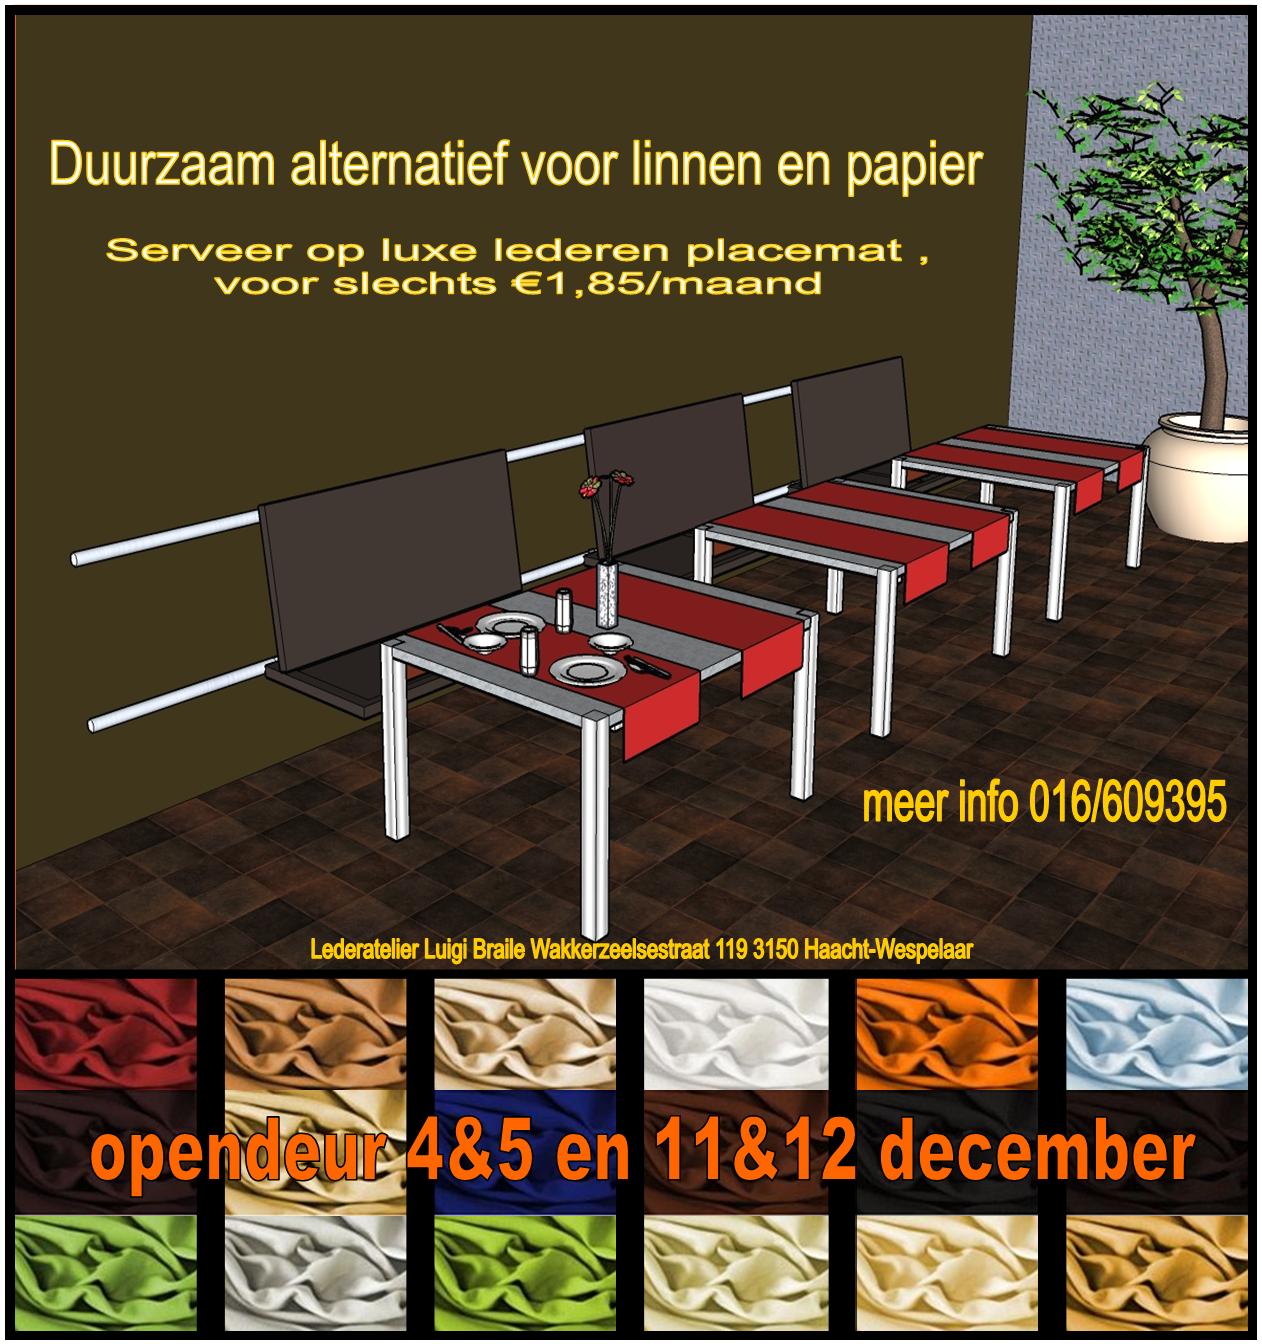 Duurzaam alternatief voor linnen en papier
Serveer op luxe lederen placemat ,
voor slechts €1,85/maand
meer info 016/609395
Lederatelier Luigi Braile Wakkerzeelsestraat 119 3150 Haacht-Wespelaar
opendeur 4&5 en 11&12 december